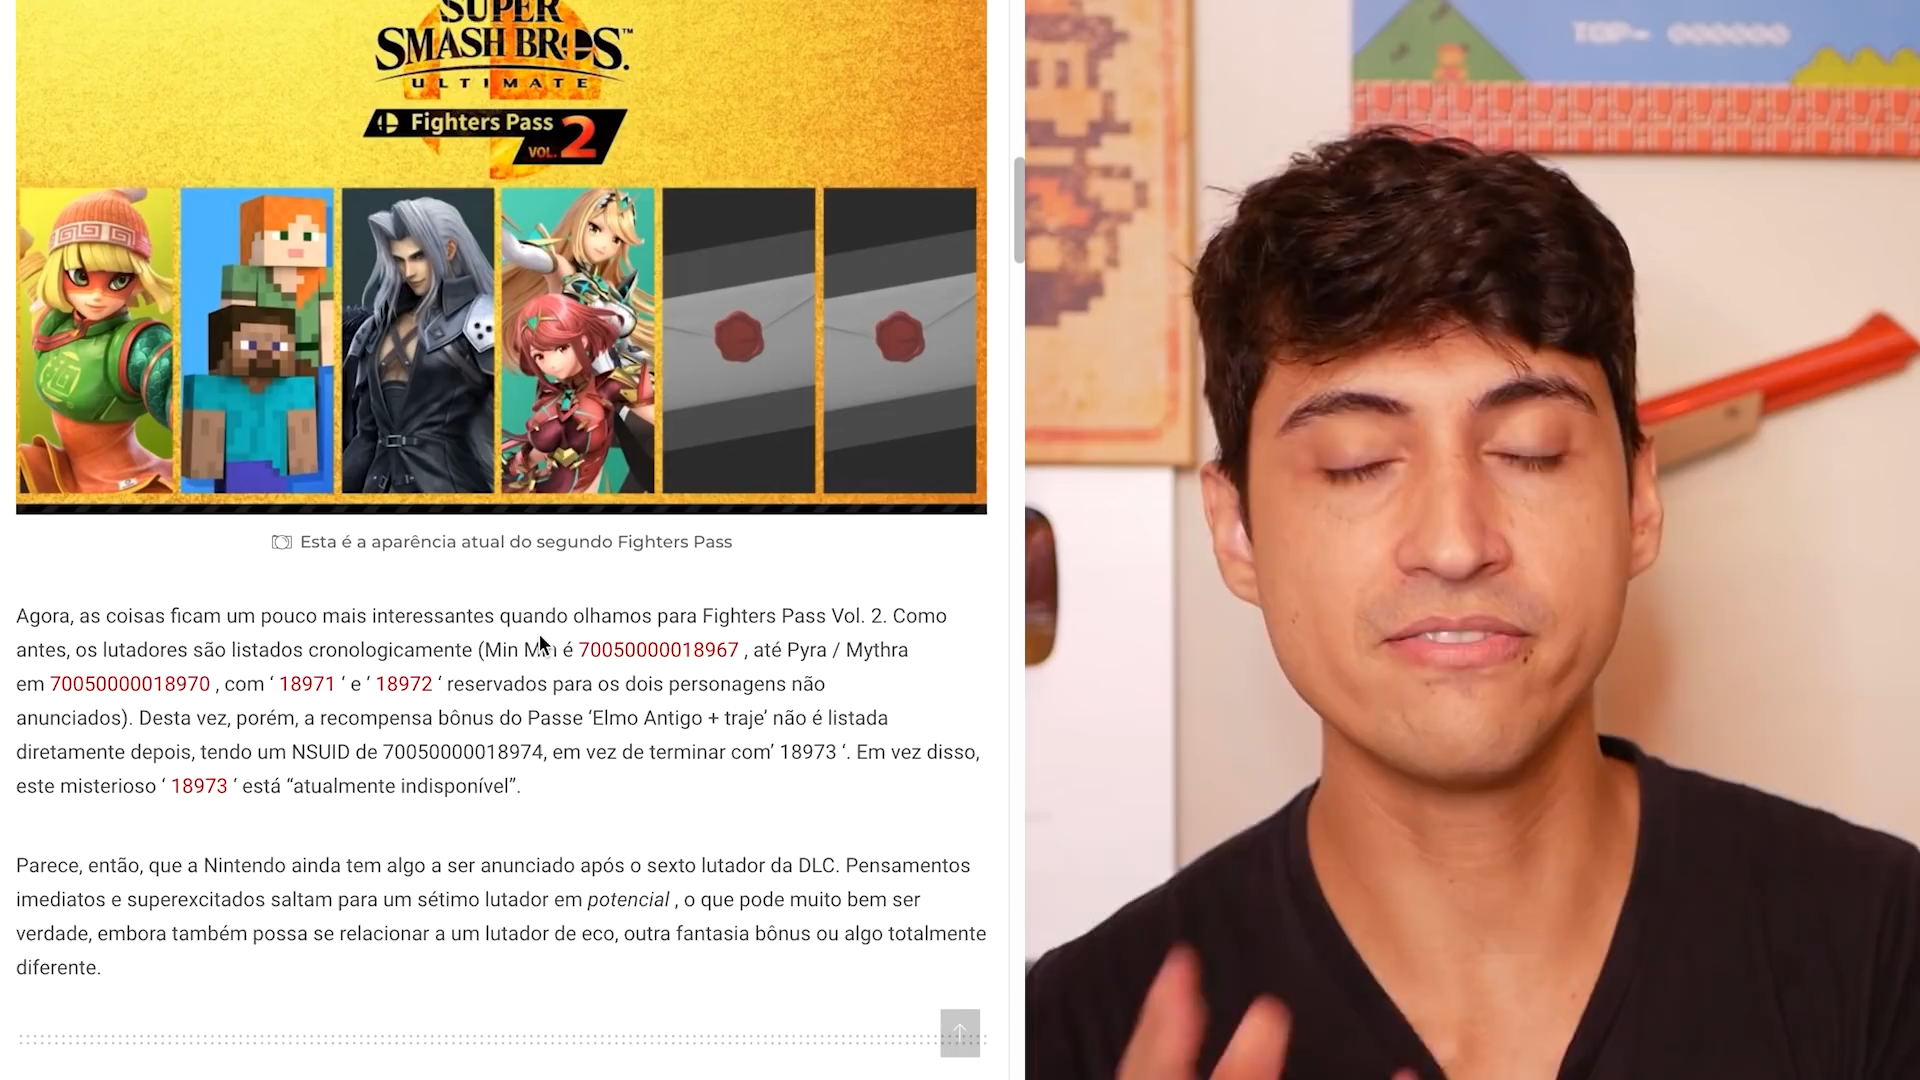 SUPER
SMASH BROS.™
ULTIMATE
Fighters Pass
VOL. 2
TOP- 000000
Esta é a aparência atual do segundo Fighters Pass
Agora, as coisas ficam um pouco mais interessantes quando olhamos para Fighters Pass Vol. 2. Como
antes, os lutadores são listados cronologicamente (Min Min é 70050000018967 , até Pyra / Mythra
em 70050000018970 , com ‘ 18971 ‘ e ‘ 18972 ‘ reservados para os dois personagens não
anunciados). Desta vez, porém, a recompensa bônus do Passe ‘Elmo Antigo + traje’ não é listada
diretamente depois, tendo um NSUID de 70050000018974, em vez de terminar com’ 18973 ‘. Em vez disso,
este misterioso ‘ 18973 ‘ está “atualmente indisponível”.
Parece, então, que a Nintendo ainda tem algo a ser anunciado após o sexto lutador da DLC. Pensamentos
imediatos e superexcitados saltam para um sétimo lutador em potencial , o que pode muito bem ser
verdade, embora também possa se relacionar a um lutador de eco, outra fantasia bônus ou algo totalmente
diferente.